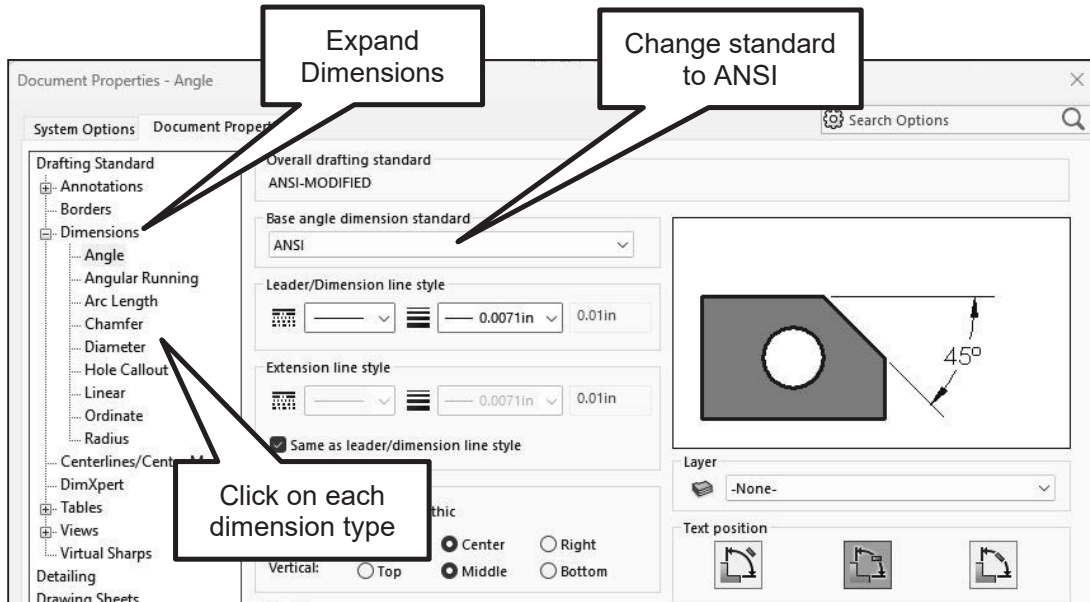 Expand
Dimensions
Change standard
to ANSI
Document Properties - Angle
System Options
Document
Search Options
Drafting Standard
Annotations
Borders
Dimensions
Angle
Angular Running
Arc Length
Chamfer
Diameter
Hole Callout
Linear
Ordinate
Radius
Centerlines/
DimXpert
Tables
Views
Virtual Sharps
Detailing
Drawing Sheets
Click on each
dimension type
Overall drafting standard
ANSI-MODIFIED
Base angle dimension standard
ANSI
Leader/Dimension line style
0.0071in
0.01in
Extension line style
0.0071in
0.01in
Same as leader/dimension line style
Center
Right
Vertical:
Top
Middle
Bottom
45º
Layer
-None-
Text position